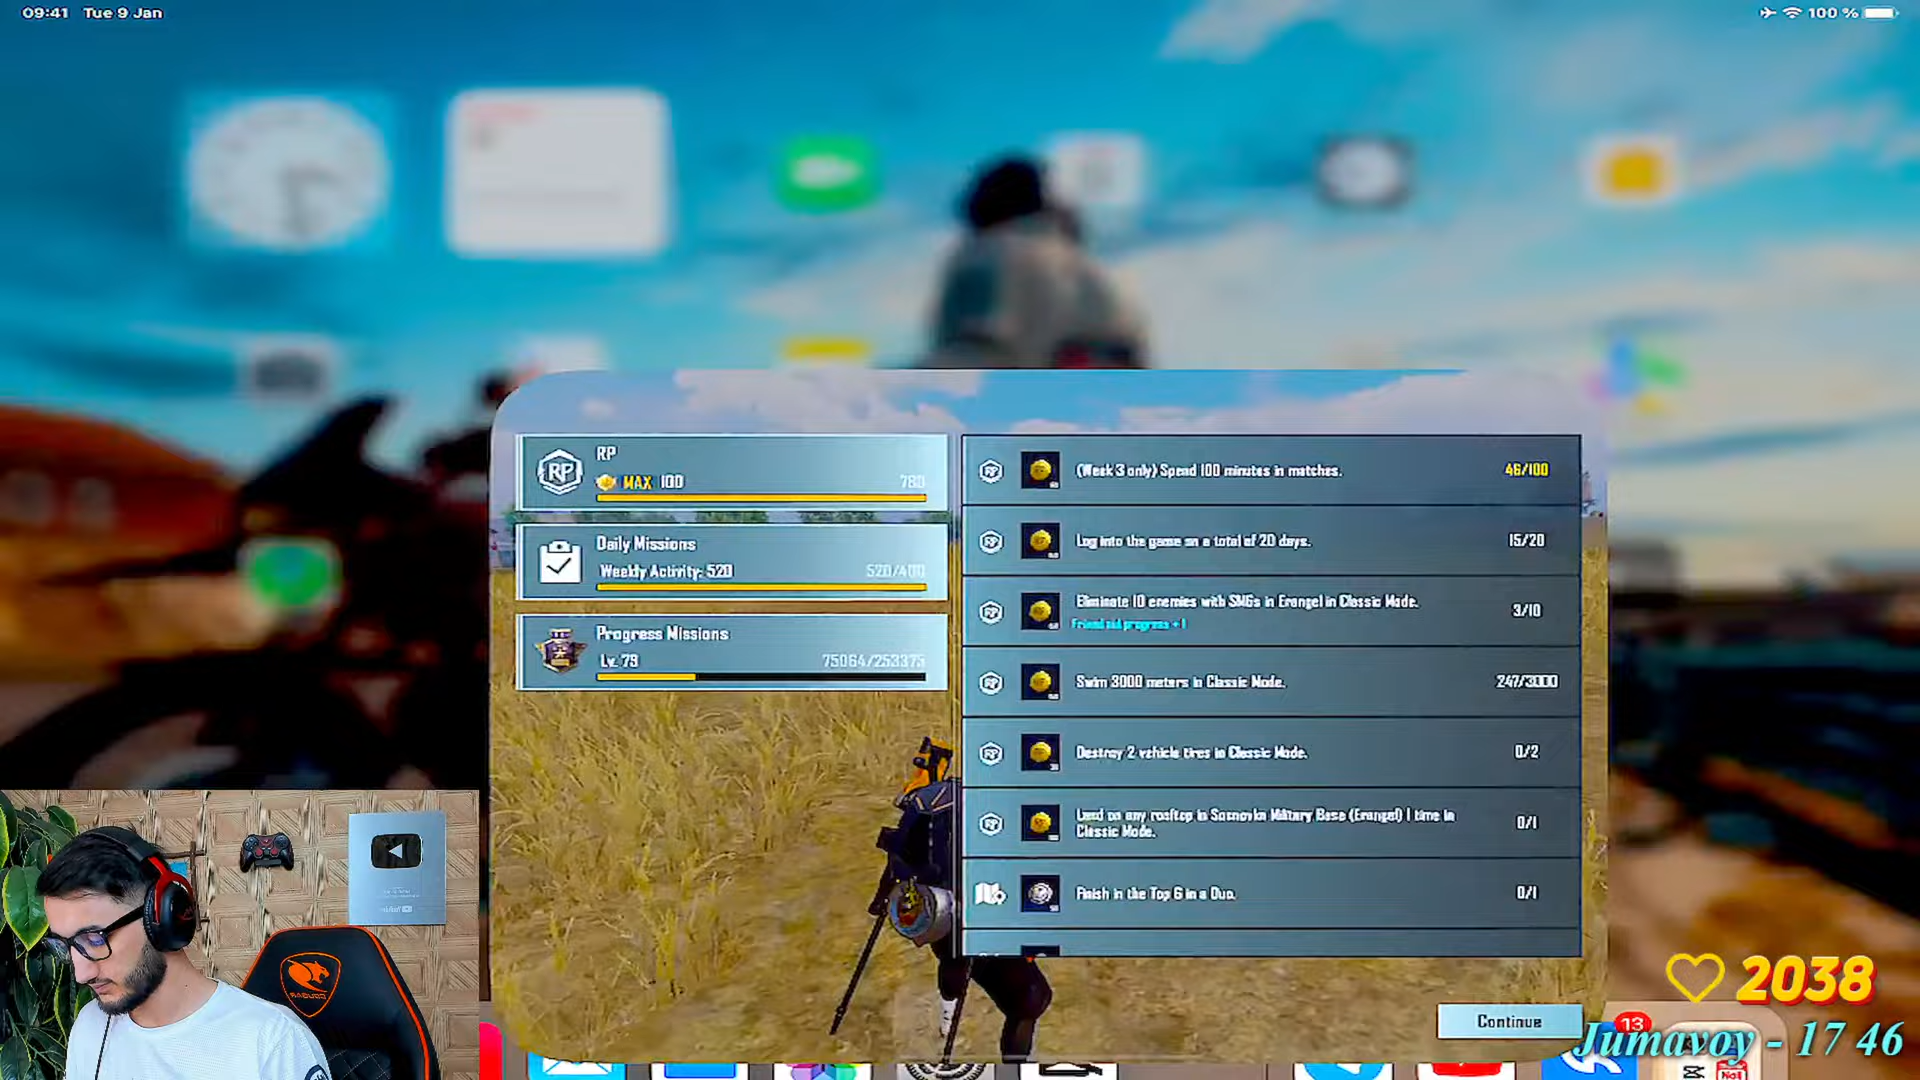 09:41 Tue 9 Jan
100 %
RP
MAX 100
780
Daily Missions
Weekly Activity: 520
520/400
Progress Missions
Lv. 79
75064/253375
(Week 3 only) Spend 100 minutes in matches.
46/100
Log into the game on a total of 20 days.
15/20
Eliminate 10 enemies with SMGs in Erangel in Classic Mode.
Friend aid progress + 1
3/10
Swim 3000 meters in Classic Mode.
247/3000
Destroy 2 vehicle tires in Classic Mode.
0/2
Land on any rooftop in Sosnovka Military Base (Erangel) 1 time in
Classic Mode.
0/1
Finish in the Top 6 in a Duo.
0/1
Continue
2038
13
Jumavoy - 17 46